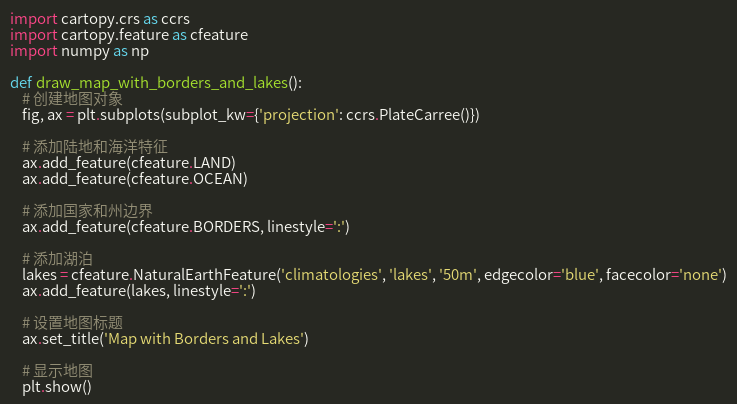 import cartopy.crs as ccrs
import cartopy.feature as cfeature
import numpy as np

def draw_map_with_borders_and_lakes():
    # 创建地图对象
    fig, ax = plt.subplots(subplot_kw={'projection': ccrs.PlateCarree()})

    # 添加陆地和海洋特征
    ax.add_feature(cfeature.LAND)
    ax.add_feature(cfeature.OCEAN)

    # 添加国家和州边界
    ax.add_feature(cfeature.BORDERS, linestyle=':')

    # 添加湖泊
    lakes = cfeature.NaturalEarthFeature('climatologies', 'lakes', '50m', edgecolor='blue', facecolor='none')
    ax.add_feature(lakes, linestyle=':')

    # 设置地图标题
    ax.set_title('Map with Borders and Lakes')

    # 显示地图
    plt.show()